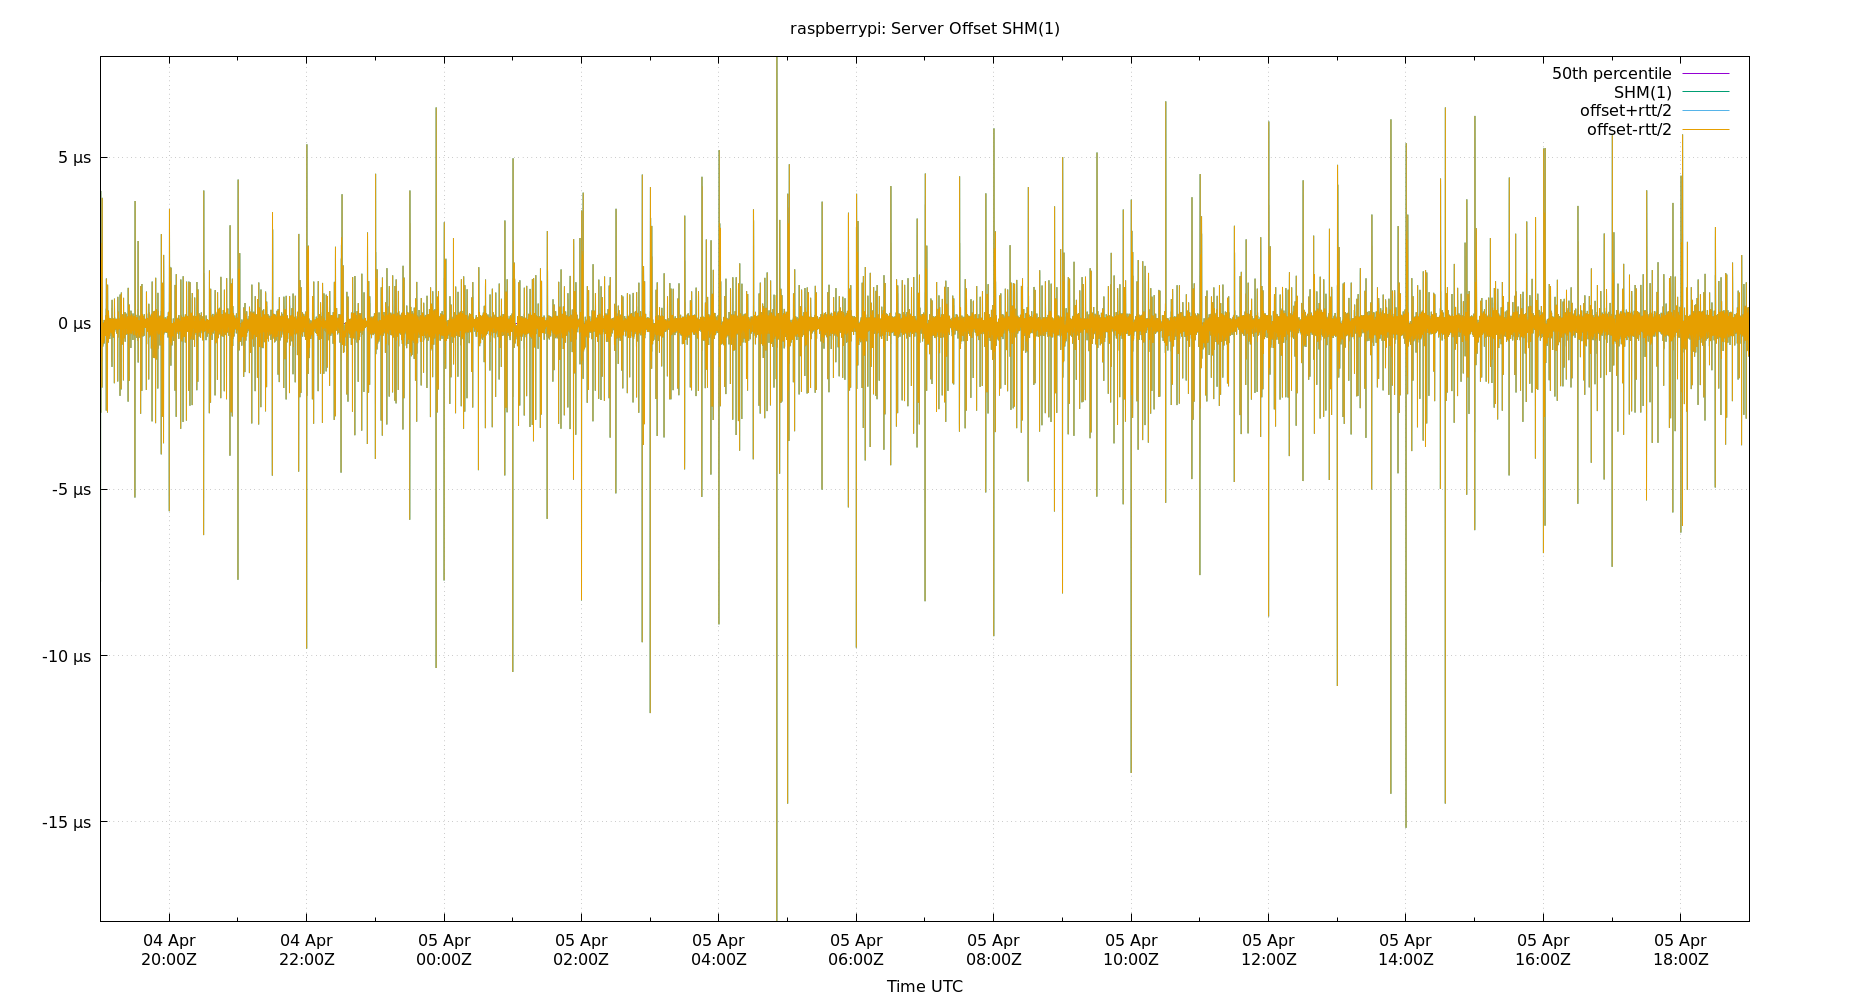 raspberrypi: Server Offset SHM(1)
50th percentile
SHM(1)
offset+rtt/2
offset-rtt/2
5 µs
0 µs
-5 µs
-10 µs
-15 µs
04 Apr 04 Apr 05 Apr 05 Apr 05 Apr 05 Apr 05 Apr 05 Apr 05 Apr 05 Apr 05 Apr 05 Apr
20:00Z 22:00Z 00:00Z 02:00Z 04:00Z 06:00Z 08:00Z 10:00Z 12:00Z 14:00Z 16:00Z 18:00Z
Time UTC